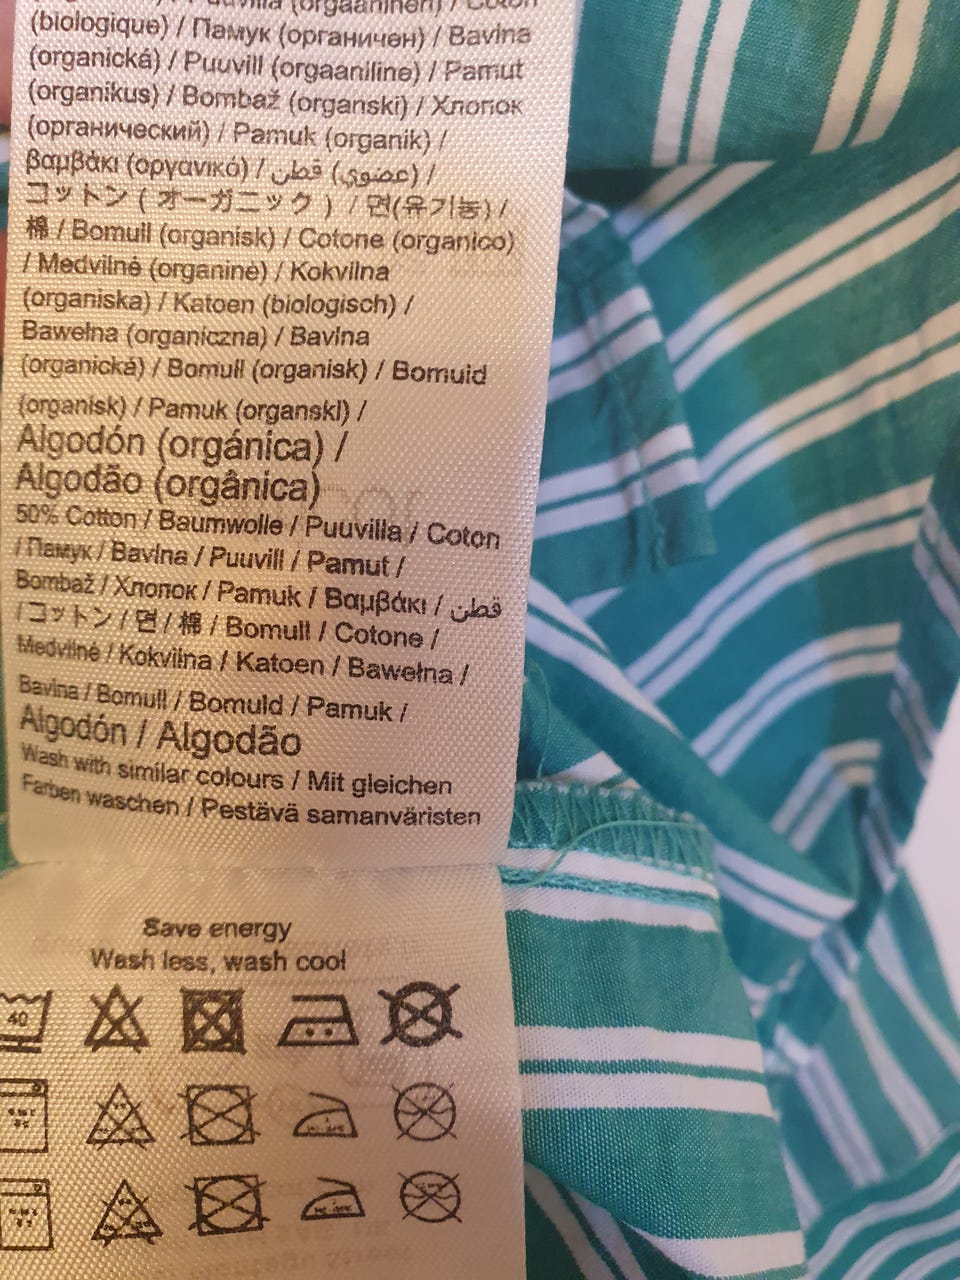 Puuvilla (orgaaninen) / Coton
(biologique) / Памук (органичен) / Bavlna
(organická) / Puuvill (orgaaniline) / Pamut
(organikus) / Bombaž (organski) / Хлопок
(органический) / Pamuk (organik) /
βαμβάκι (οργανικό) / قطن (عضوي) /
コットン ( オーガニック ) / 면(유기농) /
棉 / Bomull (organisk) / Cotone (organico)
/ Medvilnė (organinė) / Kokvilna
(organiska) / Katoen (biologisch) /
Bawełna (organiczna) / Bavlna
(organická) / Bomull (organisk) / Bomuld
(organisk) / Pamuk (organski) /
Algodón (orgánica) /
Algodão (orgânica)
50% Cotton / Baumwolle / Puuvilla / Coton
/ Памук / Bavlna / Puuvill / Pamut /
Bombaž / Хлопок / Pamuk / Βαμβάκι / قطن
/ コットン / 면 / 棉 / Bomull / Cotone /
Medvilnė / Kokvilna / Katoen / Bawełna /
Bavlna / Bomull / Bomuld / Pamuk /
Algodón / Algodão
Wash with similar colours / Mit gleichen
Farben waschen / Pestävä samanväristen
Save energy
Wash less, wash cool
40